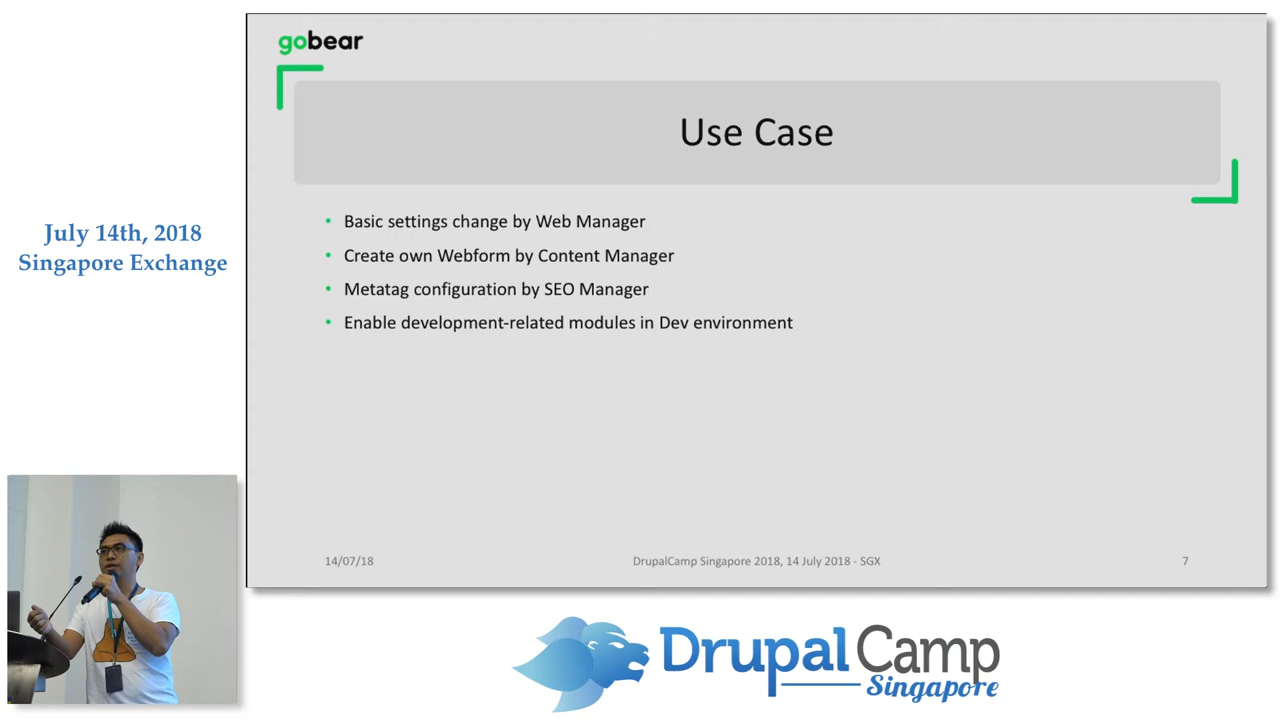 gobear
Use Case
July 14th, 2018
Singapore Exchange
• Basic settings change by Web Manager
• Create own Webform by Content Manager
• Metatag configuration by SEO Manager
• Enable development-related modules in Dev environment
14/07/18
DrupalCamp Singapore 2018, 14 July 2018 - SGX
7
DrupalCamp
Singapore